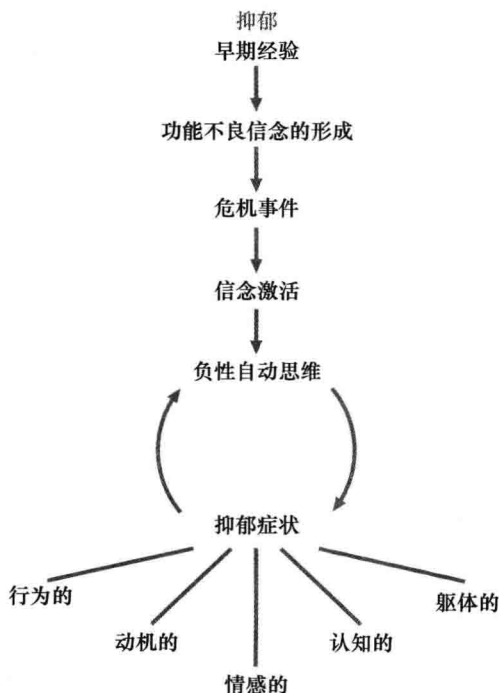 抑郁
早期经验
功能不良信念的形成
危机事件
信念激活
负性自动思维
抑郁症状
行为的
躯体的
动机的
认知的
情感的